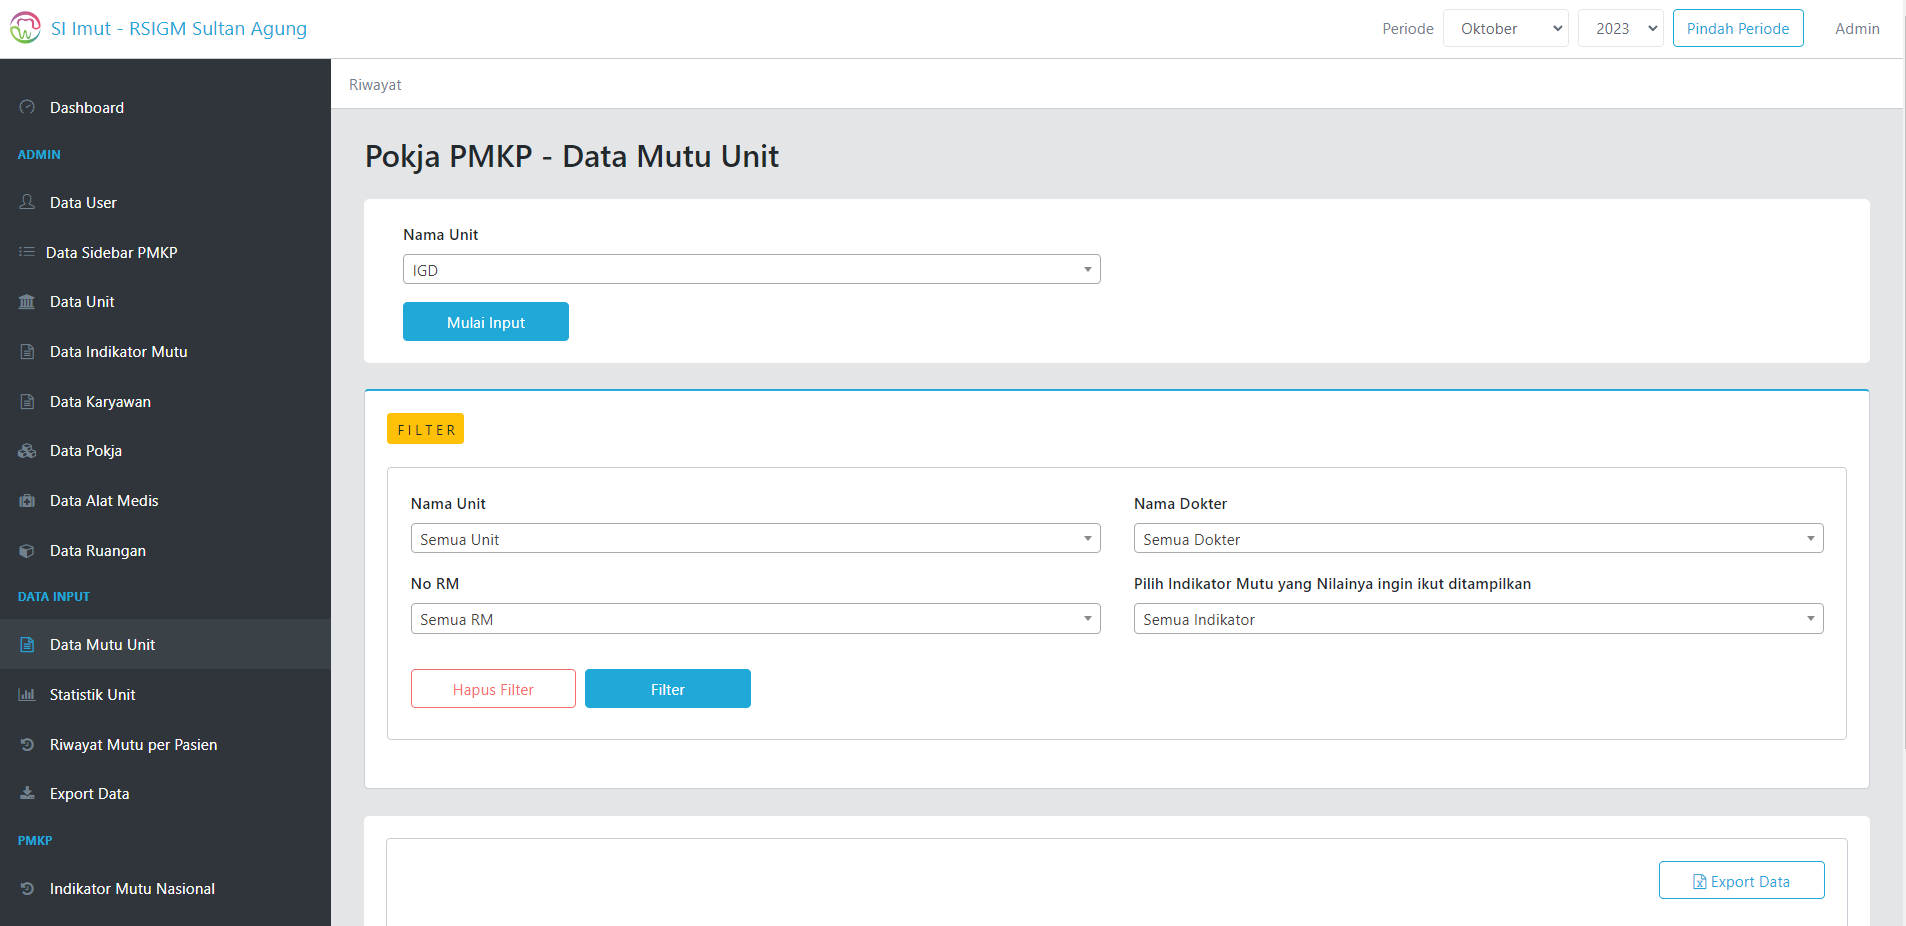 SI Imut - RSIGM Sultan Agung
Periode Oktober 2023 Pindah Periode Admin
Riwayat
Dashboard
ADMIN
Data User
Data Sidebar PMKP
Data Unit
Data Indikator Mutu
Data Karyawan
Data Pokja
Data Alat Medis
Data Ruangan
DATA INPUT
Data Mutu Unit
Statistik Unit
Riwayat Mutu per Pasien
Export Data
PMKP
Indikator Mutu Nasional
Pokja PMKP - Data Mutu Unit
Nama Unit
IGD
Mulai Input
FILTER
Nama Unit
Semua Unit
Nama Dokter
Semua Dokter
No RM
Semua RM
Pilih Indikator Mutu yang Nilainya ingin ikut ditampilkan
Semua Indikator
Hapus Filter
Filter
Export Data